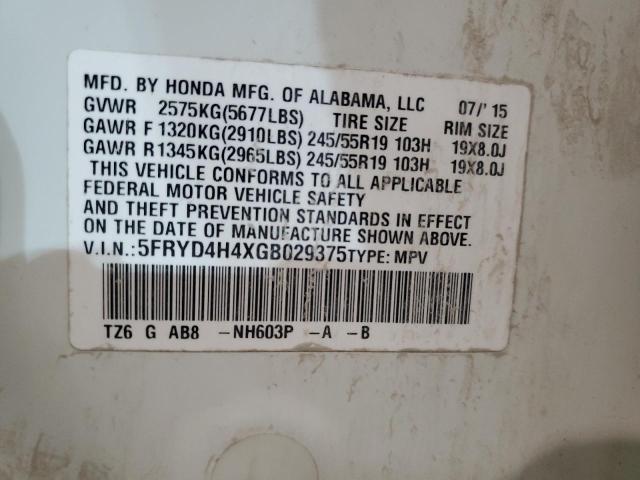 MFD. BY HONDA MFG. OF ALABAMA, LLC 07/'15
GVWR 2575KG(5677LBS) TIRE SIZE RIM SIZE
GAWR F 1320KG(2910LBS) 245/55R19 103H 19X8.0J
GAWR R 1345KG(2965LBS) 245/55R19 103H 19X8.0J
THIS VEHICLE CONFORMS TO ALL APPLICABLE
FEDERAL MOTOR VEHICLE SAFETY
AND THEFT PREVENTION STANDARDS IN EFFECT
ON THE DATE OF MANUFACTURE SHOWN ABOVE.
V.I.N.:5FRYD4H4XGB029375TYPE: MPV
TZ6 G AB8 -NH603P -A -B